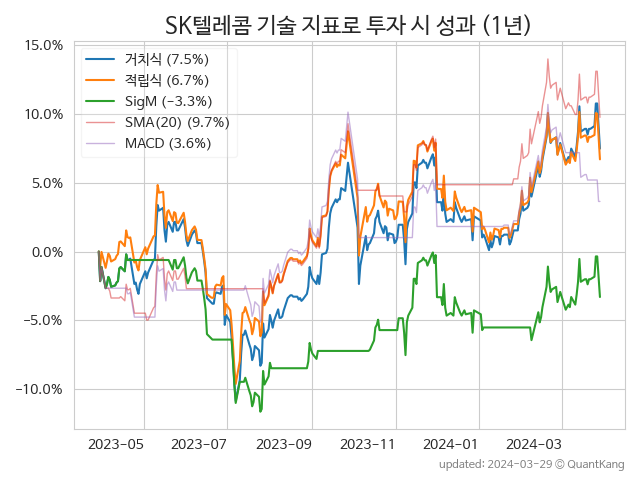 SK텔레콤 기술 지표로 투자 시 성과 (1년)
15.0%
10.0%
5.0%
0.0%
−5.0%
−10.0%
거치식 (7.5%)
적립식 (6.7%)
SigM (−3.3%)
SMA(20) (9.7%)
MACD (3.6%)
2023-05
2023-07
2023-09
2023-11
2024-01
2024-03
updated: 2024-03-29 © QuantKang